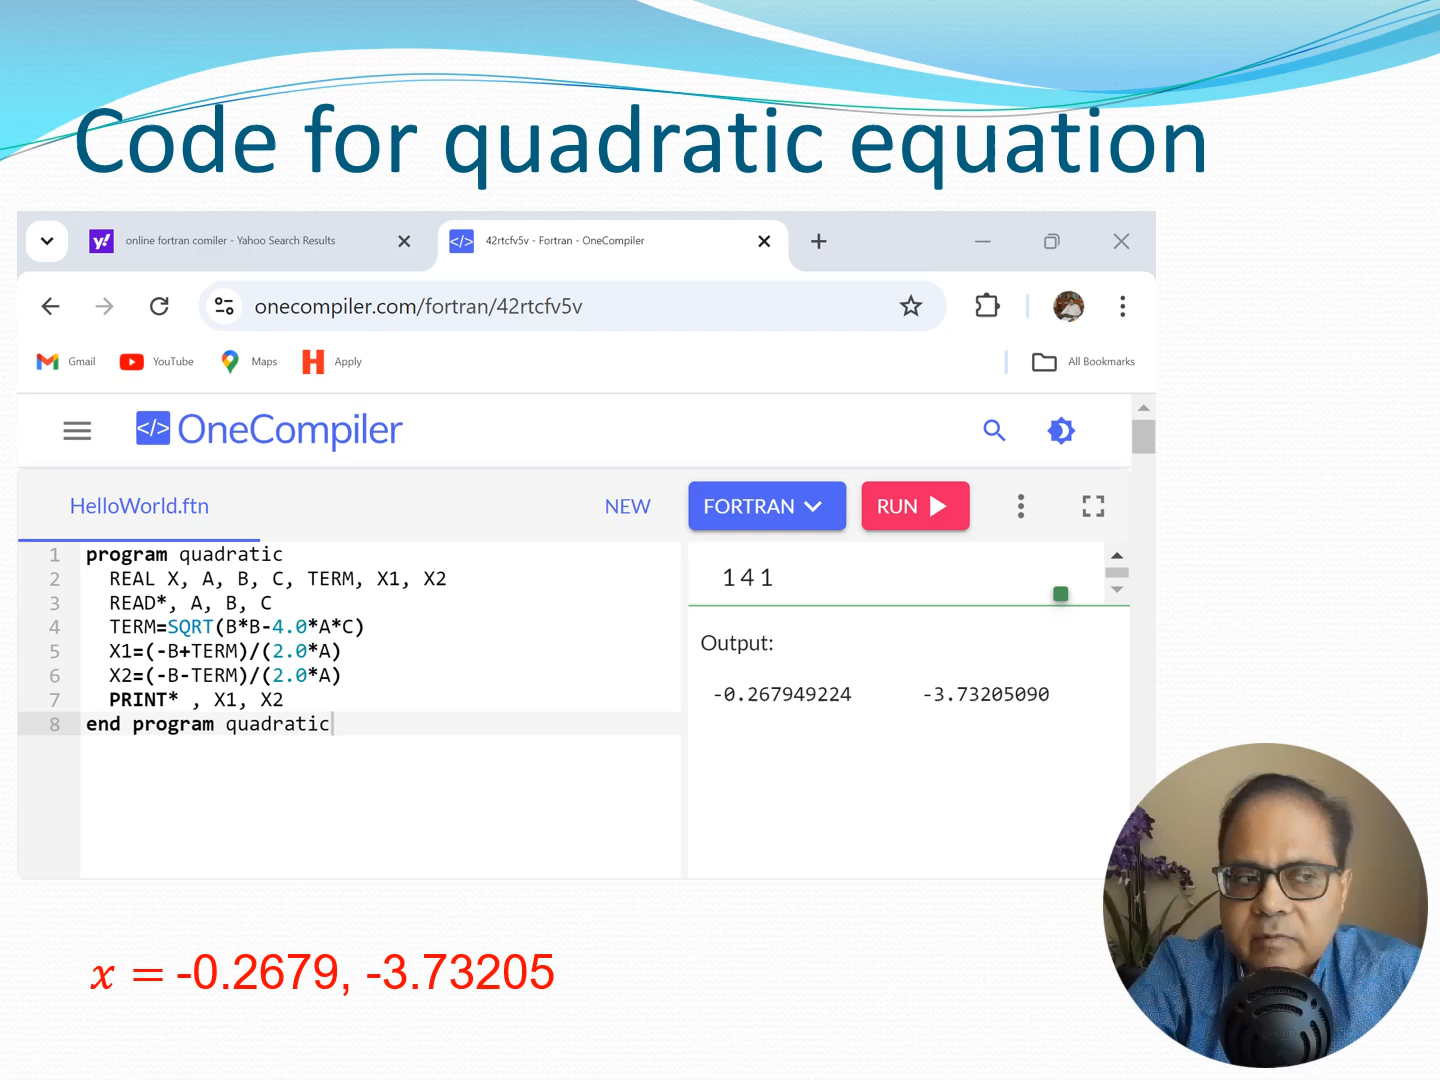 Code for quadratic equation
online fortran comiler - Yahoo Search Results
42rtcfv5v - Fortran - OneCompiler
onecompiler.com/fortran/42rtcfv5v
Gmail YouTube Maps Apply All Bookmarks
</> OneCompiler
HelloWorld.ftn NEW FORTRAN RUN
1 program quadratic
2 REAL X, A, B, C, TERM, X1, X2
3 READ*, A, B, C
4 TERM=SQRT(B*B-4.0*A*C)
5 X1=(-B+TERM)/(2.0*A)
6 X2=(-B-TERM)/(2.0*A)
7 PRINT* , X1, X2
8 end program quadratic
1 4 1
Output:
-0.267949224 -3.73205090
x = -0.2679, -3.73205